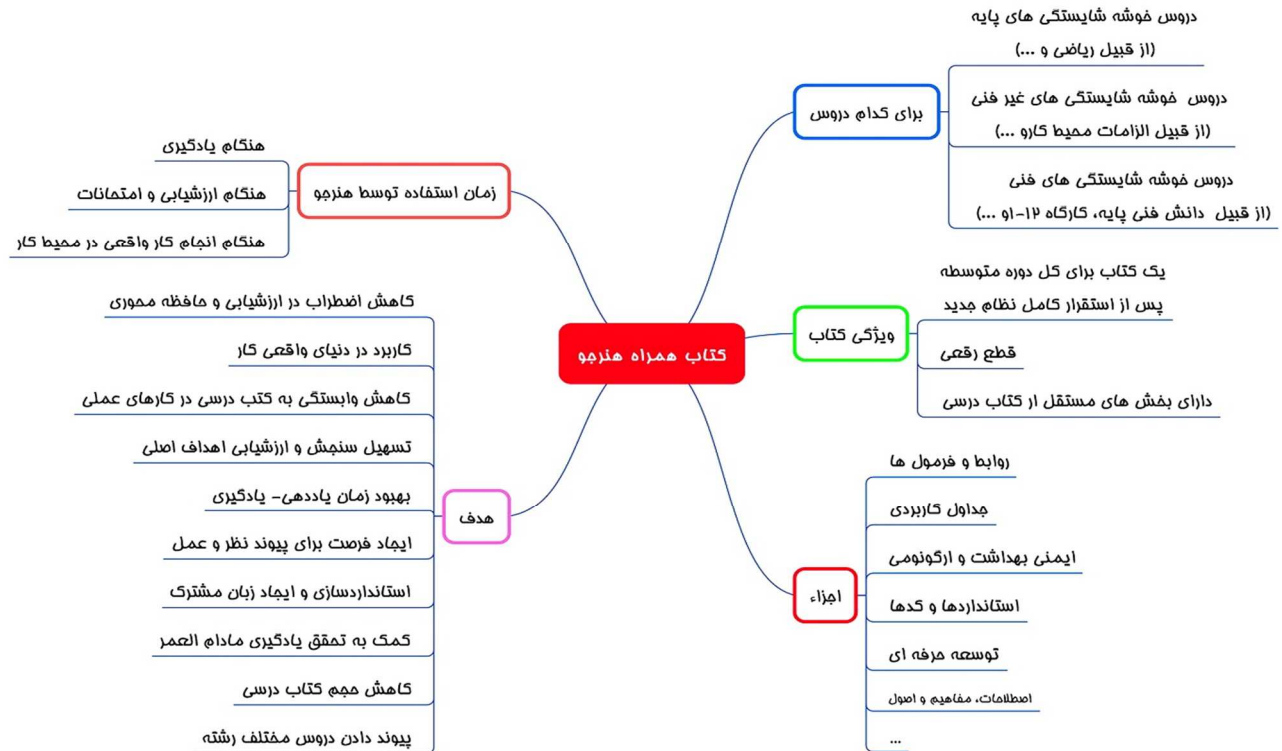 کتاب همراه هنرجو
برای کدام دروس
دروس خوشه شایستگی های پایه
(از قبیل ریاضی و ...)
دروس خوشه شایستگی های غیر فنی
(از قبیل الزامات محیط کارو ...)
دروس خوشه شایستگی های فنی
(از قبیل دانش فنی پایه، کارگاه ۱۲-۱و ...)
ویژگی کتاب
یک کتاب برای کل دوره متوسطه
پس از استقرار کامل نظام جدید
قطع رقعی
دارای بخش های مستقل از کتاب درسی
اجزاء
روابط و فرمول ها
جداول کاربردی
ایمنی بهداشت و ارگونومی
استانداردها و کدها
توسعه حرفه ای
اصطلاحات، مفاهیم و اصول
...
زمان استفاده توسط هنرجو
هنگام یادگیری
هنگام ارزشیابی و امتحانات
هنگام انجام کار واقعی در محیط کار
هدف
کاهش اضطراب در ارزشیابی و حافظه محوری
کاربرد در دنیای واقعی کار
کاهش وابستگی به کتب درسی در کارهای عملی
تسهیل سنجش و ارزشیابی اهداف اصلی
بهبود زمان یاددهی- یادگیری
ایجاد فرصت برای پیوند نظر و عمل
استانداردسازی و ایجاد زبان مشترک
کمک به تحقق یادگیری مادام العمر
کاهش حجم کتاب درسی
پیوند دادن دروس مختلف رشته